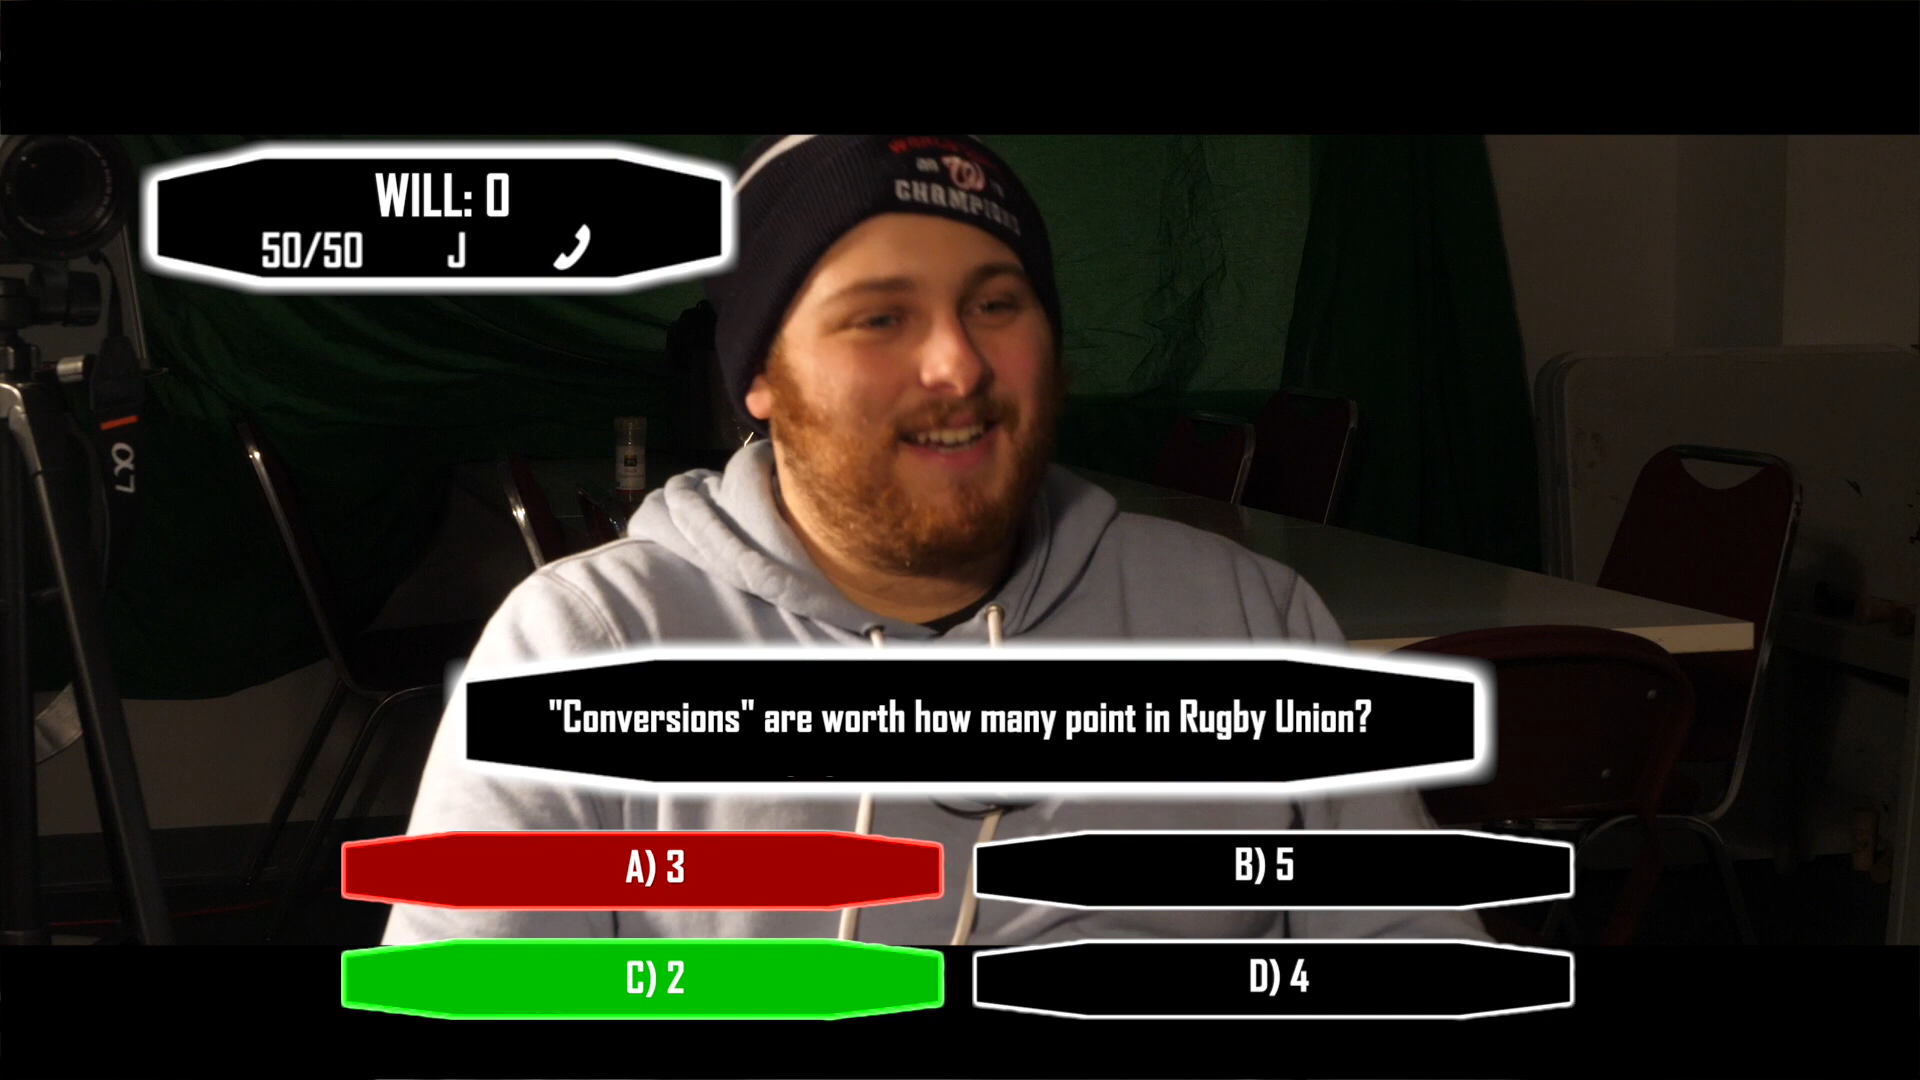 WILL: 0
50/50 J
CHAMPIONS
α7
"Conversions" are worth how many point in Rugby Union?
A) 3
B) 5
C) 2
D) 4